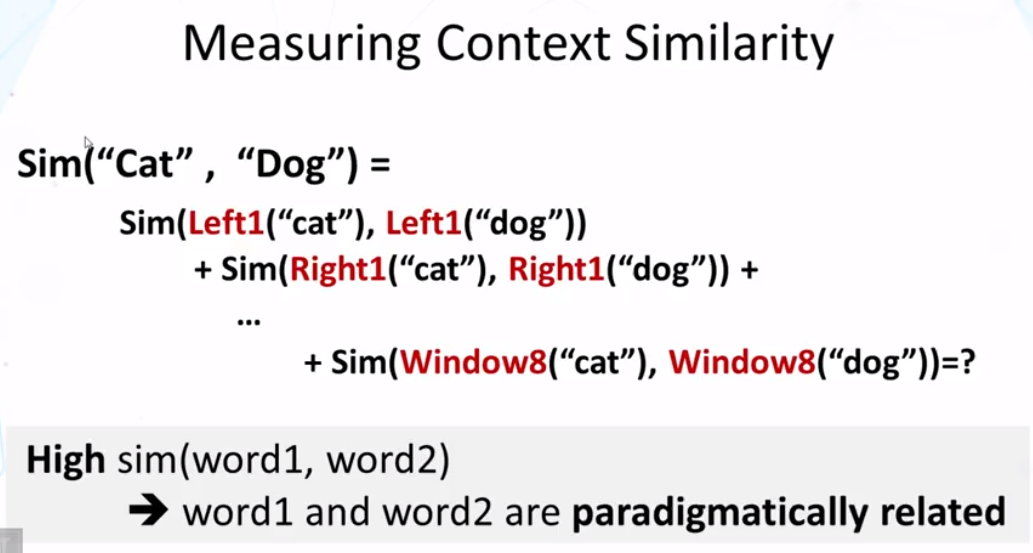 Measuring Context Similarity
Sim(“Cat” , “Dog”) =
Sim(Left1(“cat”), Left1(“dog”))
+ Sim(Right1(“cat”), Right1(“dog”)) +
...
+ Sim(Window8(“cat”), Window8(“dog”))=?
High sim(word1, word2)
➔ word1 and word2 are paradigmatically related